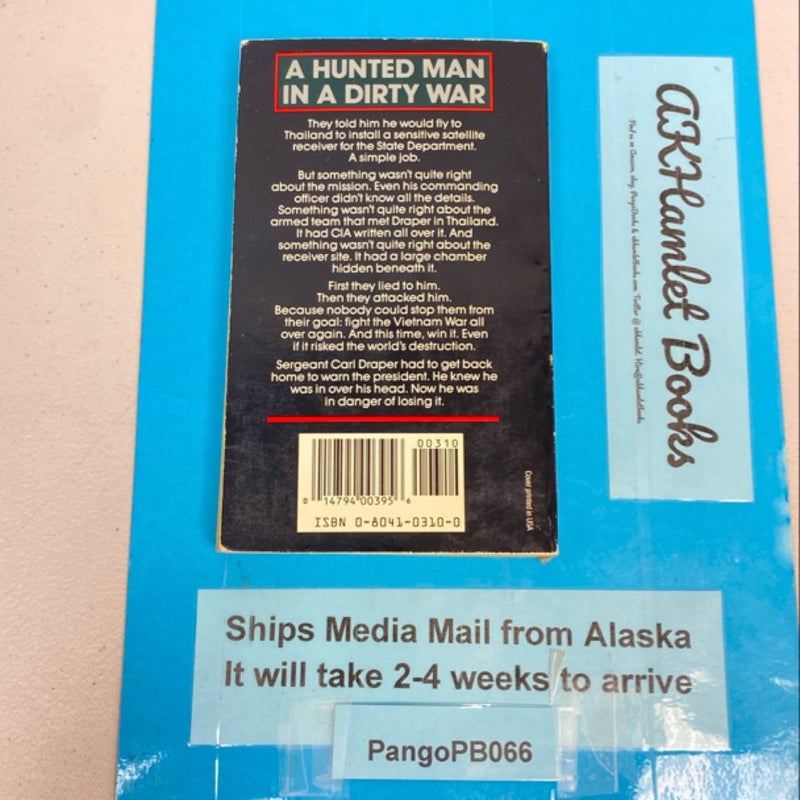 A HUNTED MAN
IN A DIRTY WAR
They told him he would fly to
Thailand to install a sensitive satellite
receiver for the State Department.
A simple job.
But something wasn't quite right
about the mission. Even his commanding
officer didn't know all the details.
Something wasn't quite right about the
armed team that met Draper in Thailand.
It had CIA written all over it. And
something wasn't quite right about the
receiver site. It had a large chamber
hidden beneath it.
First they lied to him.
Then they attacked him.
Because nobody could stop them from
their goal: fight the Vietnam War all
over again. And this time, win it. Even
if it risked the world's destruction.
Sergeant Carl Draper had to get back
home to warn the president. He knew he
was in over his head. Now he was
in danger of losing it.
00310
0 14794 00395 6
ISBN 0-8041-0310-0
Cover printed in USA
AKHamlet Books
Find us on Amazon, ebay, PangoBooks & akhamletbooks.com
Ships Media Mail from Alaska
It will take 2-4 weeks to arrive
PangoPB066